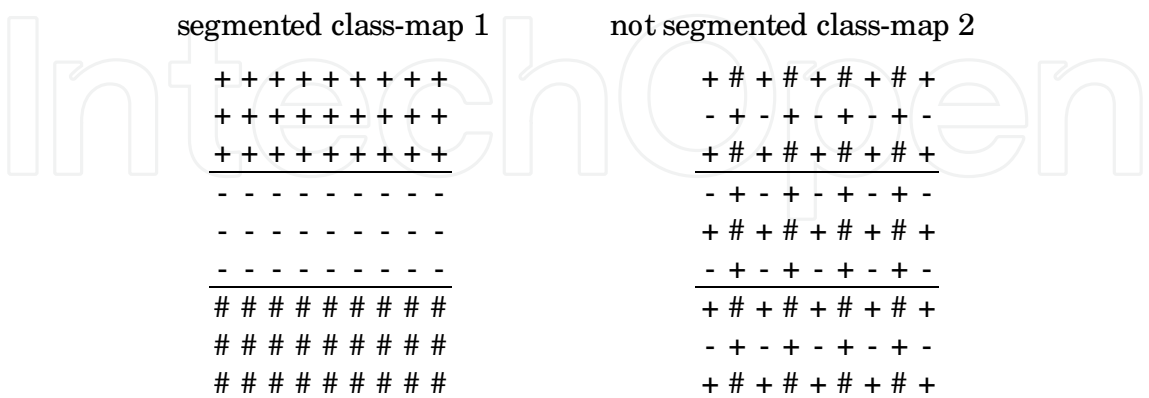 segmented class-map 1
+ + + + + + + + +
+ + + + + + + + +
+ + + + + + + + +
- - - - - - - - -
- - - - - - - - -
- - - - - - - - -
# # # # # # # # #
# # # # # # # # #
# # # # # # # # #
not segmented class-map 2
+ # + # + # + # +
- + - + - + - + -
+ # + # + # + # +
- + - + - + - + -
+ # + # + # + # +
- + - + - + - + -
+ # + # + # + # +
- + - + - + - + -
+ # + # + # + # +
IntechOpen